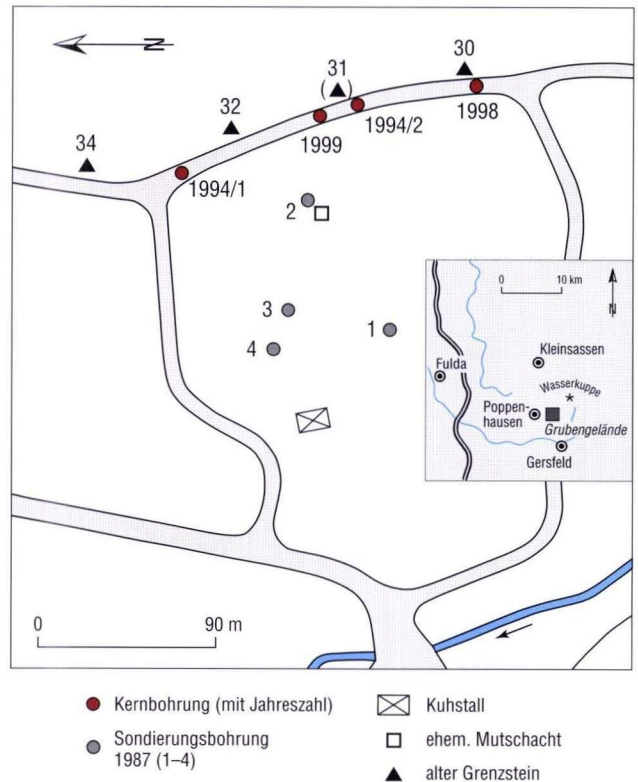 N
30
31
( )
32
34
1994/2
1998
1999
1994/1
2
3
1
4
0 10 km
N
Kleinsassen
Fulda
Wasserkuppe
Poppen-
hausen
Grubengelände
Gersfeld
0 90 m
Kernbohrung (mit Jahreszahl)
Sondierungsbohrung
1987 (1–4)
Kuhstall
ehem. Mutschacht
alter Grenzstein